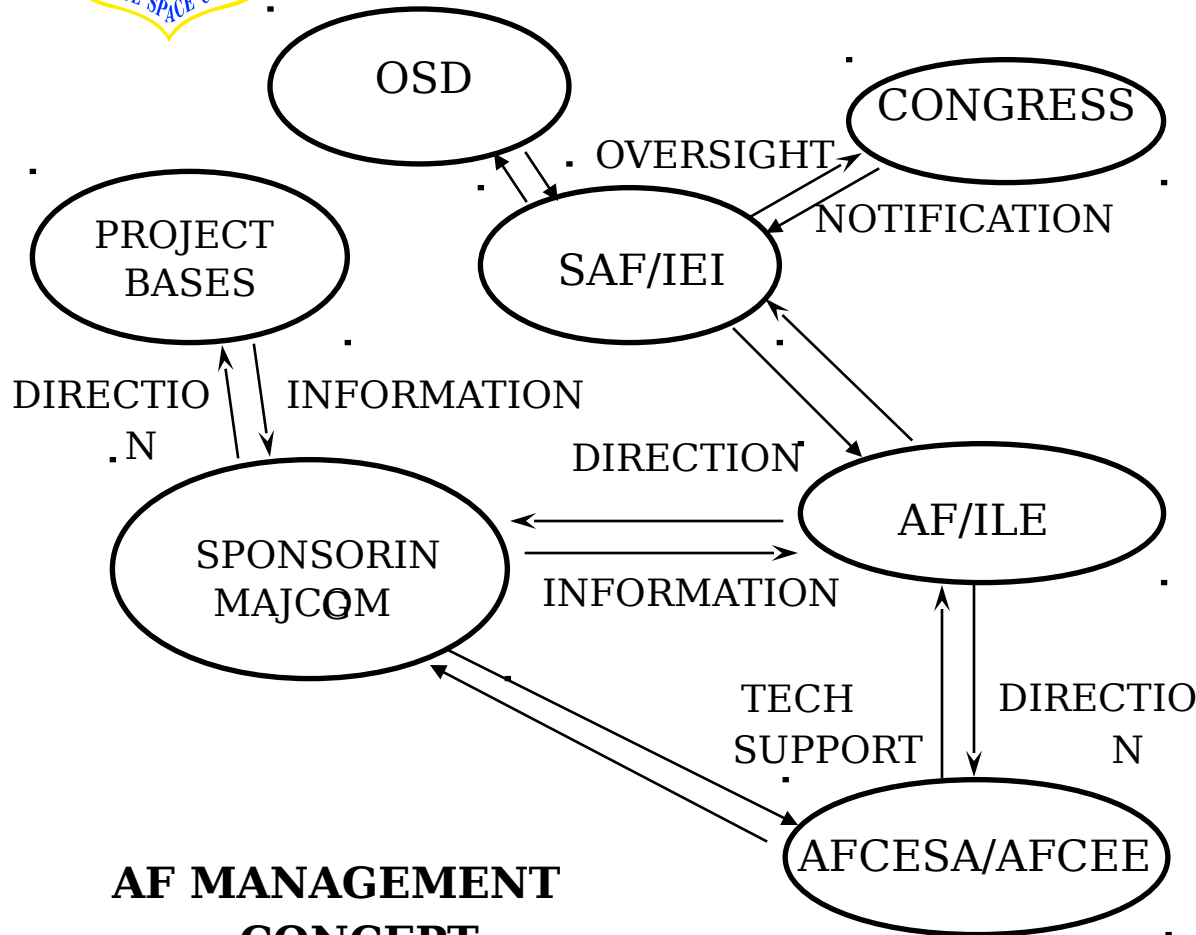 SPACE
OSD
CONGRESS
OVERSIGHT
NOTIFICATION
PROJECT
BASES
SAF/IEI
DIRECTIO
N
INFORMATION
DIRECTION
AF/ILE
SPONSORIN
G
MAJCOM
INFORMATION
TECH
SUPPORT
DIRECTIO
N
AFCESA/AFCEE
AF MANAGEMENT
CONCEPT